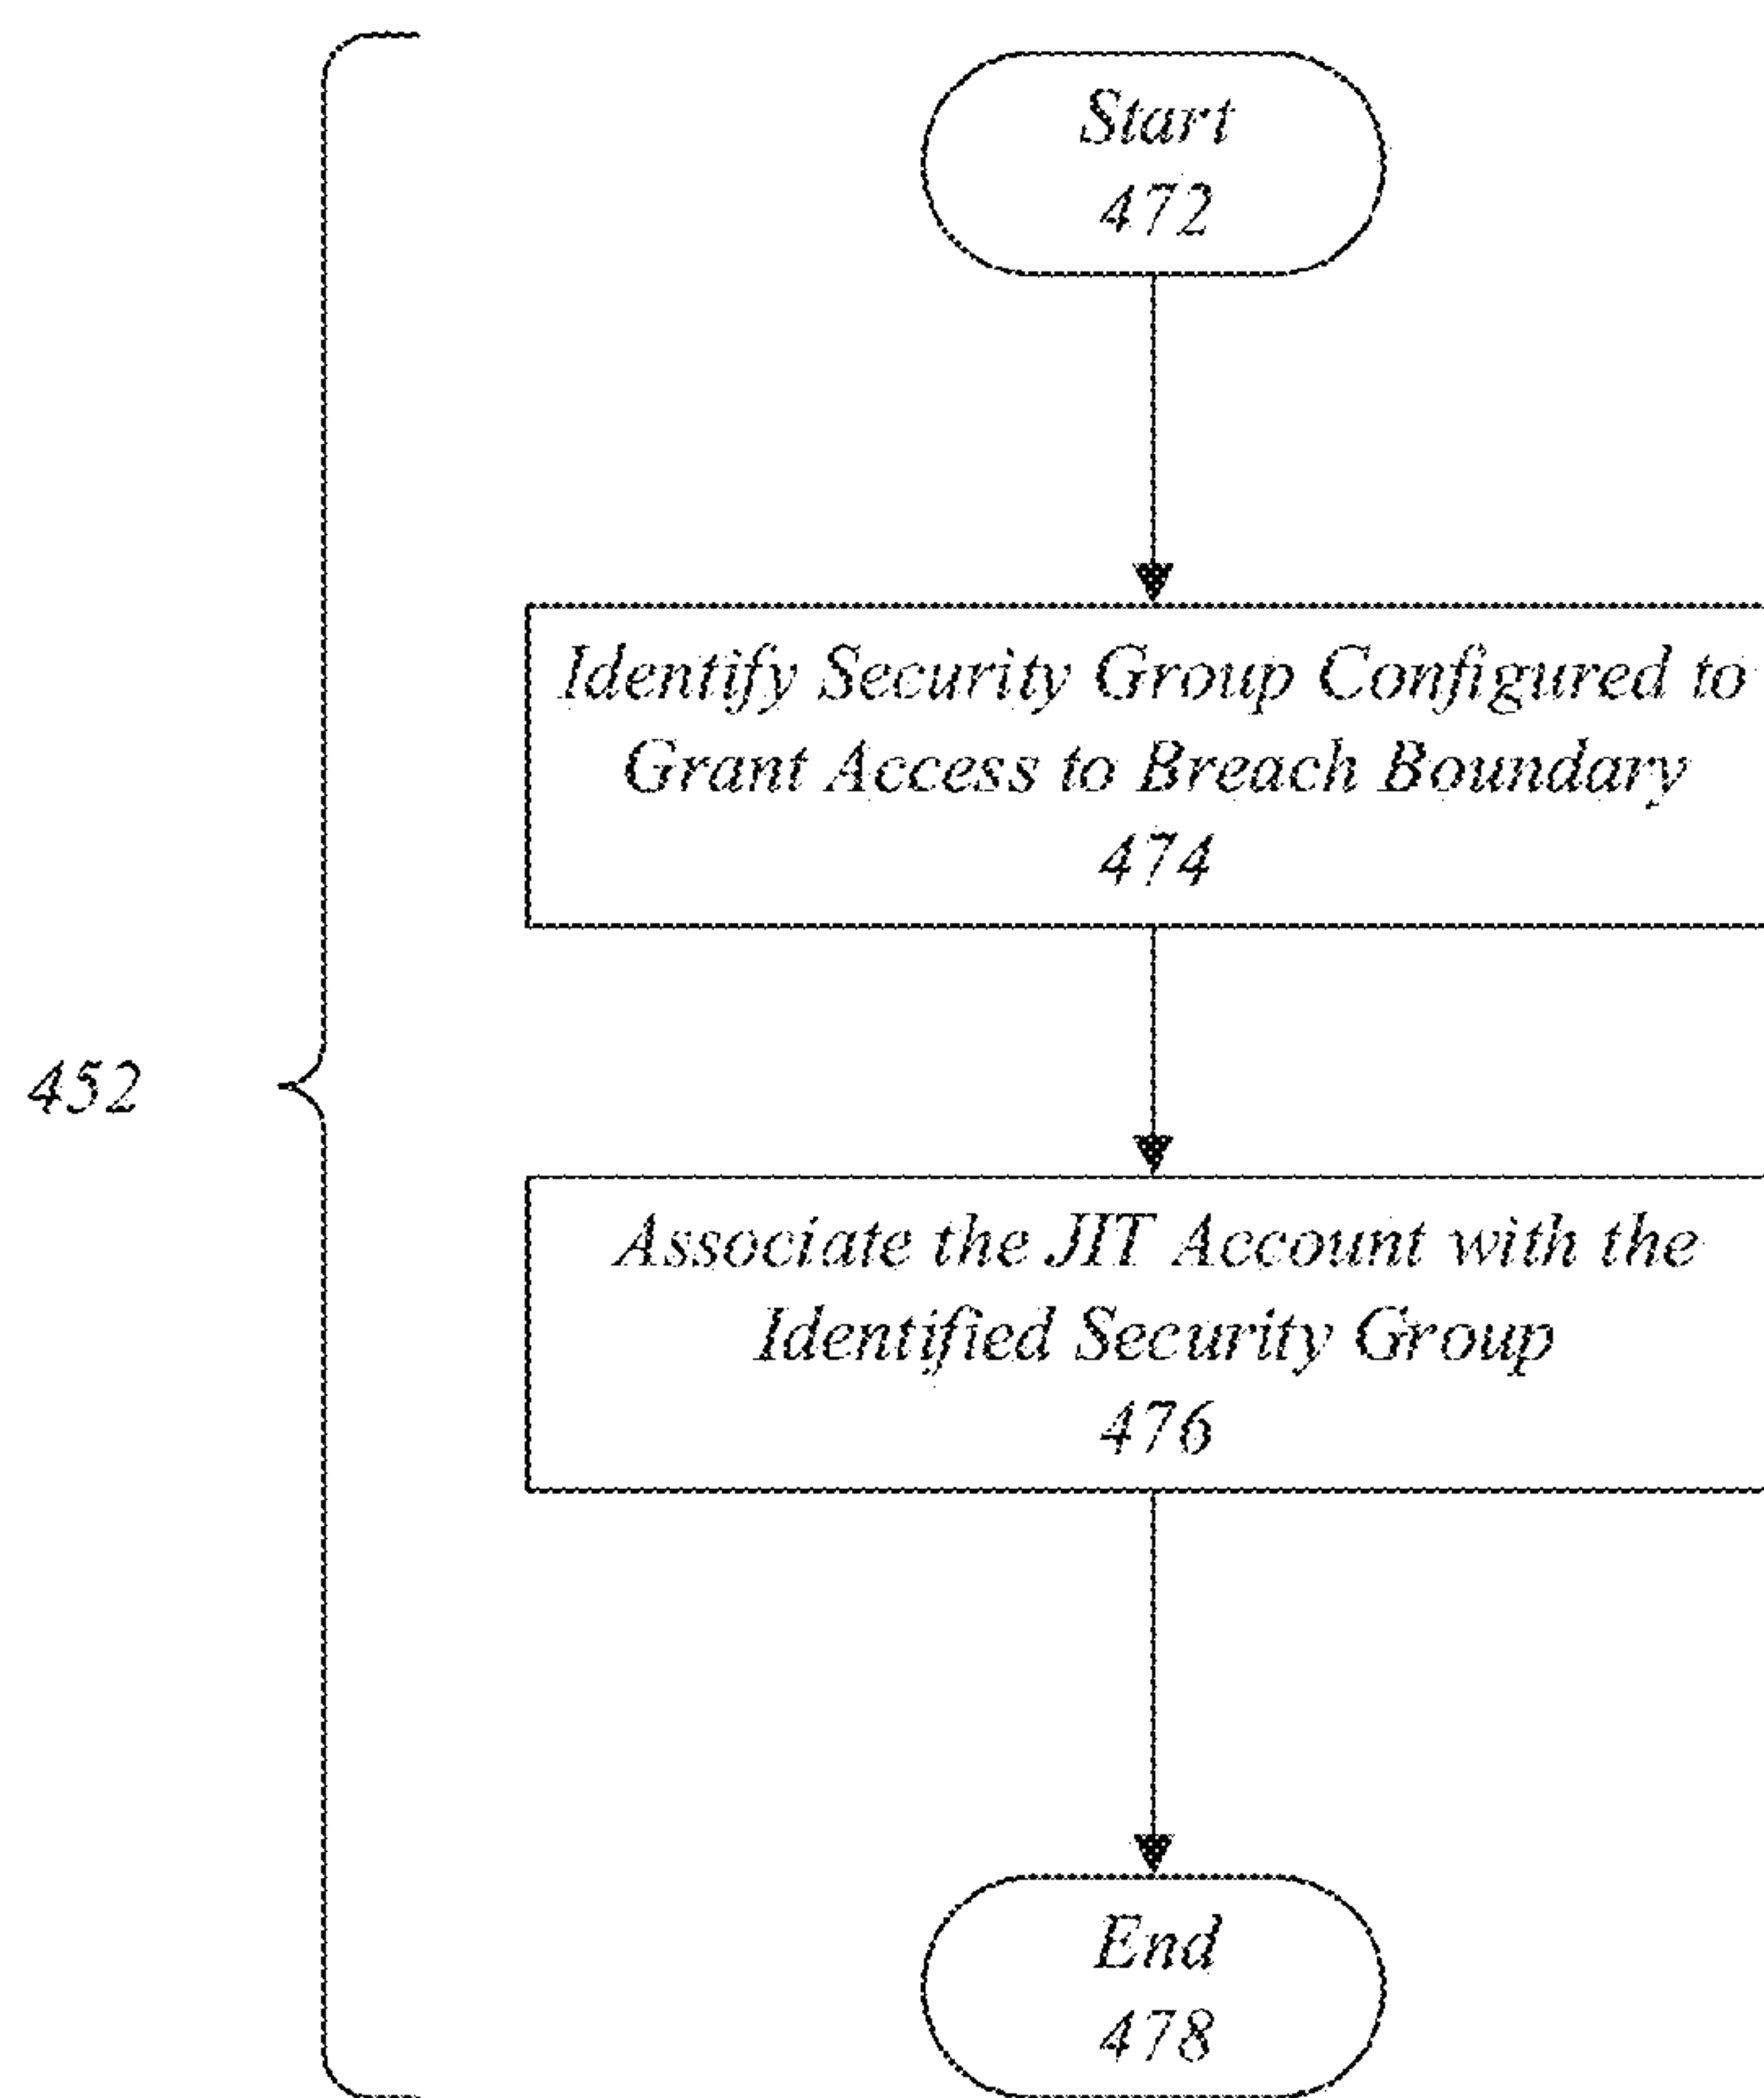 Start
472
Identify Security Group Configured to
Grant Access to Breach Boundary
474
452
Associate the JIT Account with the
Identified Security Group
476
End
478